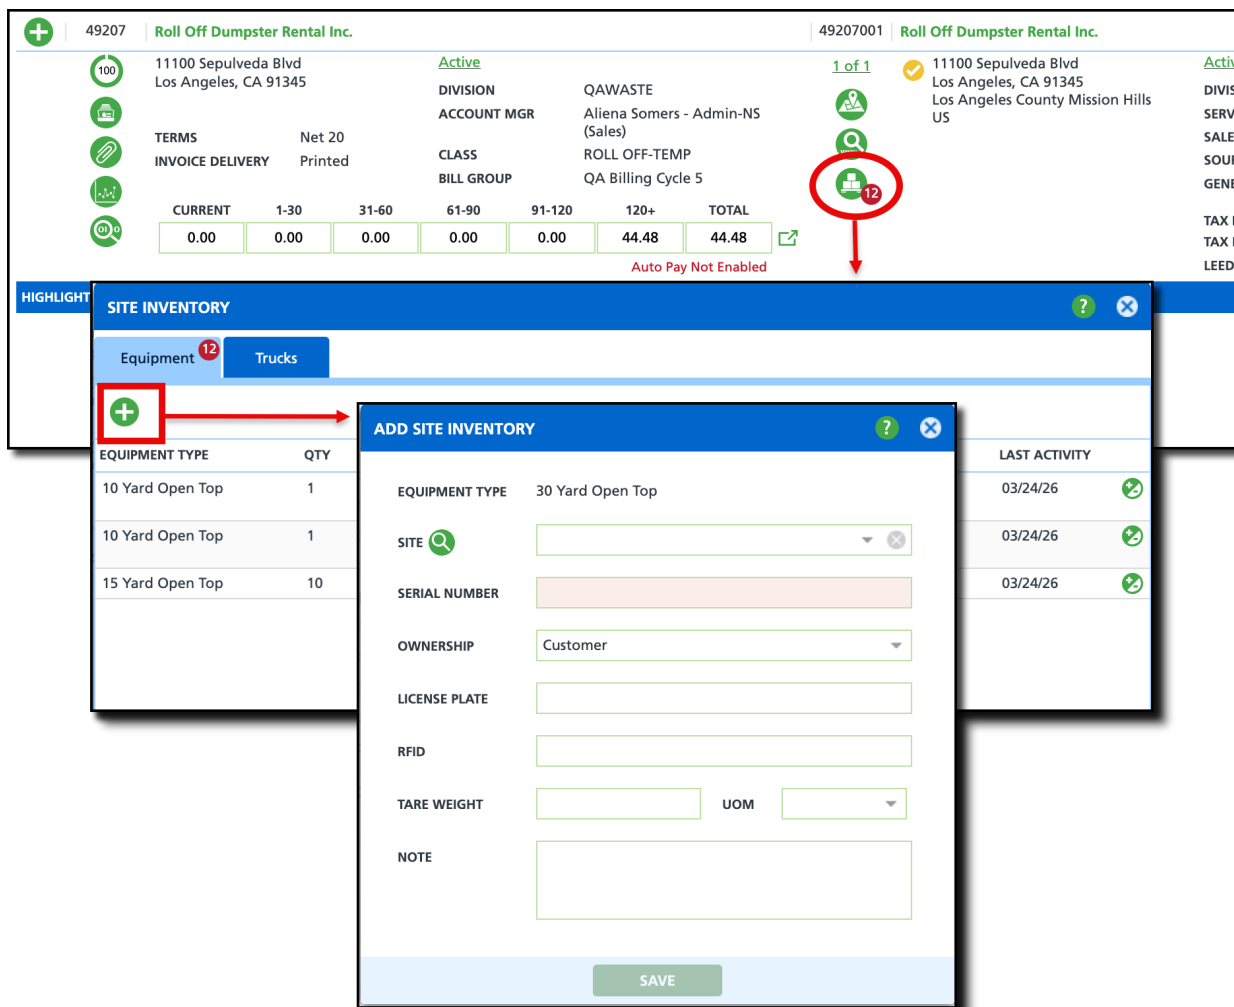 49207 Roll Off Dumpster Rental Inc. 49207001 Roll Off Dumpster Rental Inc.
100
11100 Sepulveda Blvd
Los Angeles, CA 91345
TERMS Net 20
INVOICE DELIVERY Printed
Active
DIVISION QAWASTE
ACCOUNT MGR Aliena Somers - Admin-NS
(Sales)
CLASS ROLL OFF-TEMP
BILL GROUP QA Billing Cycle 5
1 of 1
12
11100 Sepulveda Blvd
Los Angeles, CA 91345
Los Angeles County Mission Hills
US
CURRENT 1-30 31-60 61-90 91-120 120+ TOTAL
0.00 0.00 0.00 0.00 0.00 44.48 44.48
Auto Pay Not Enabled
TAX
TAX
LEED
HIGHLIGHT
SITE INVENTORY ?
Equipment 12 Trucks
EQUIPMENT TYPE QTY LAST ACTIVITY
10 Yard Open Top 1 03/24/26
10 Yard Open Top 1 03/24/26
15 Yard Open Top 10 03/24/26
ADD SITE INVENTORY ?
EQUIPMENT TYPE 30 Yard Open Top
SITE
SERIAL NUMBER
OWNERSHIP Customer
LICENSE PLATE
RFID
TARE WEIGHT UOM
NOTE
SAVE